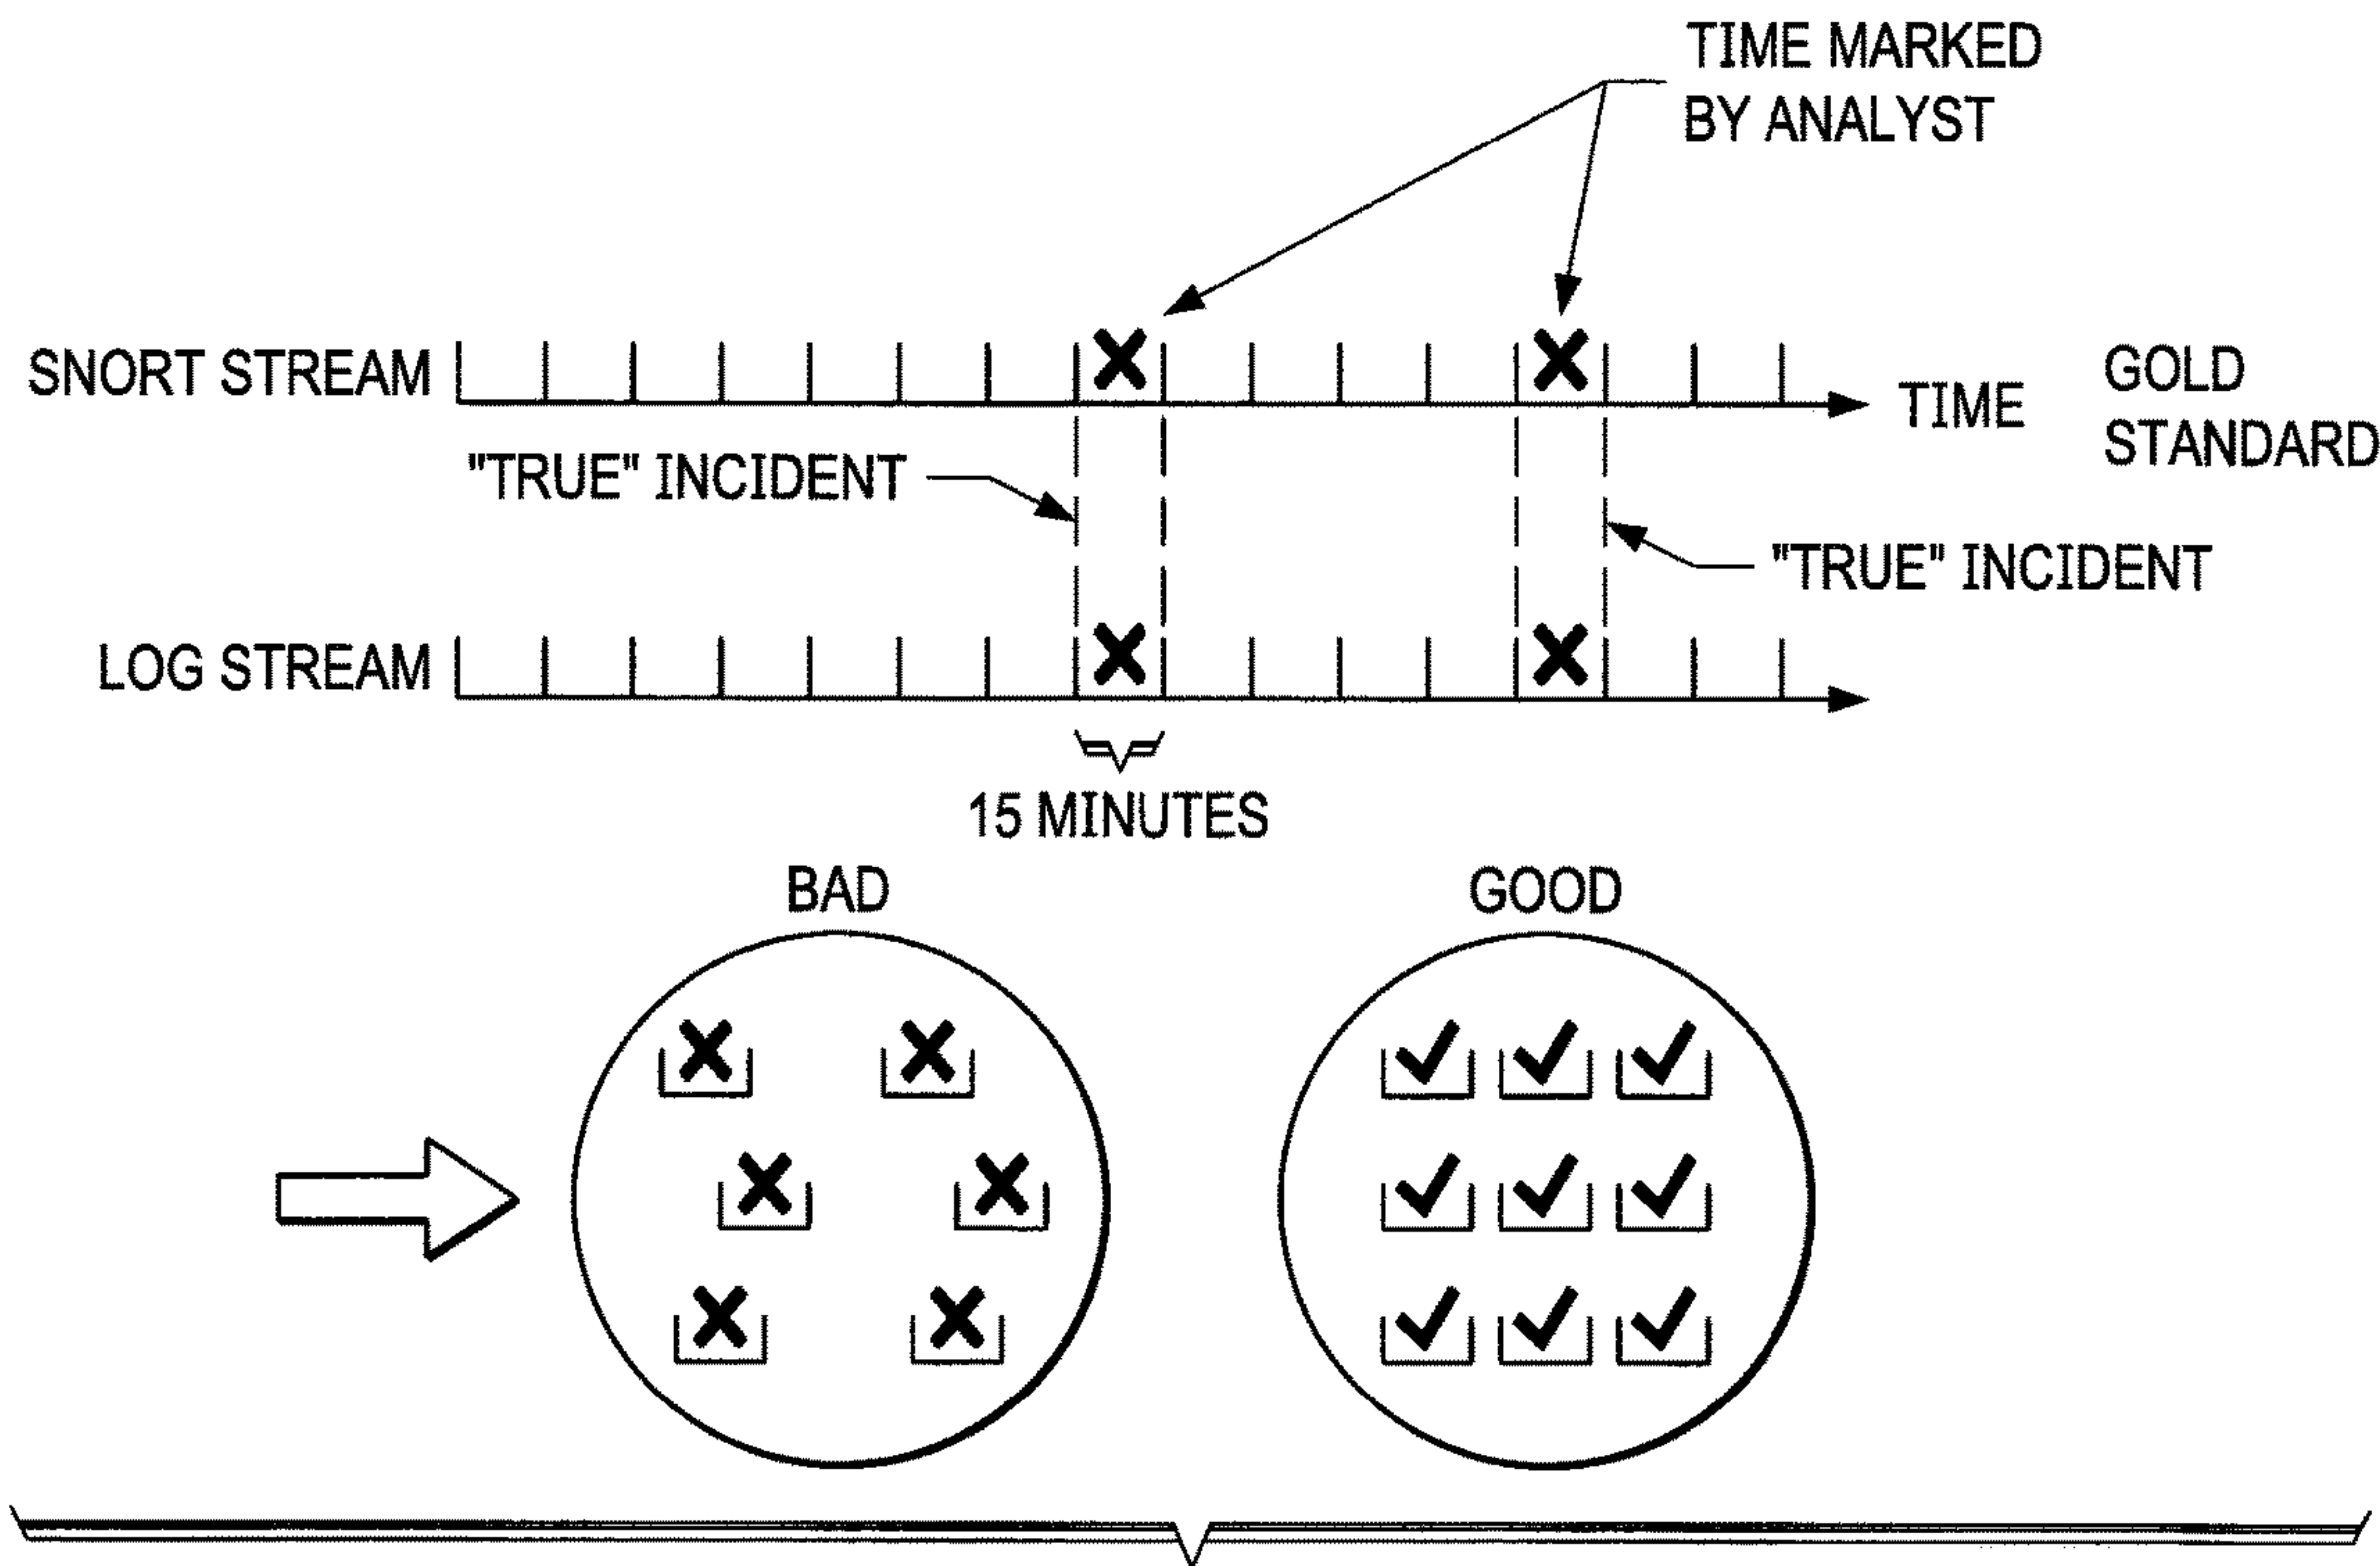 TIME MARKED
BY ANALYST
SNORT STREAM
TIME
GOLD
STANDARD
"TRUE" INCIDENT
"TRUE" INCIDENT
LOG STREAM
15 MINUTES
BAD
GOOD